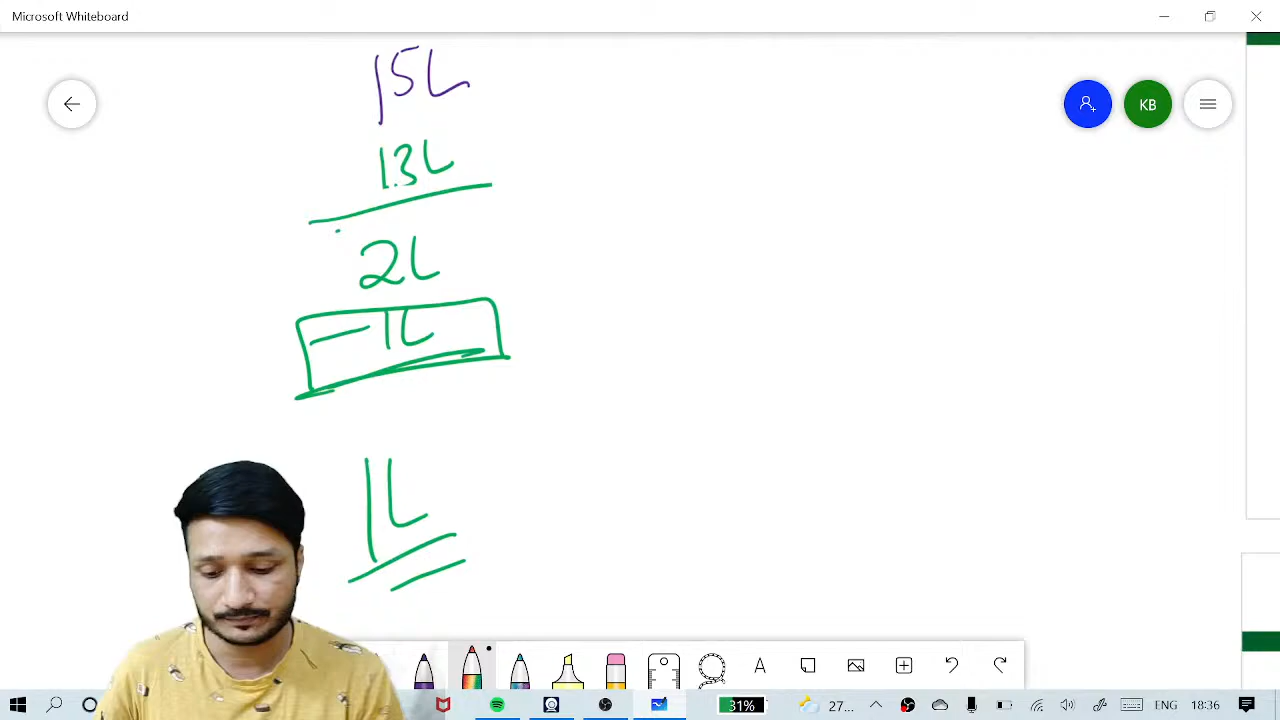 Microsoft Whiteboard
15L
13L
2L
- 1L
1L
KB
A
31%
27...
ENG
18:36